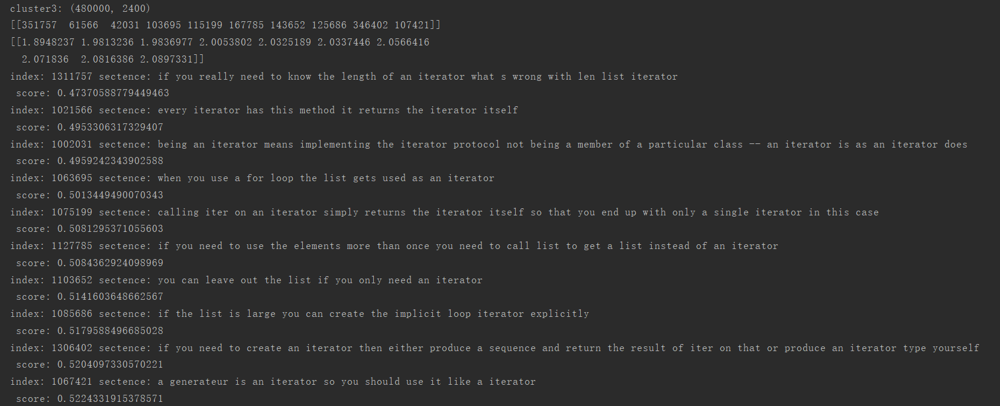 cluster3: (480000, 2400)
[[351757  61566  42031 103695 115199 167785 143652 125686 346402 107421]]
[[1.8948237 1.9813236 1.9836977 2.0053802 2.0325189 2.0337446 2.0566416
  2.071836  2.0816386 2.0897331]]
index: 1311757 sectence: if you really need to know the length of an iterator what s wrong with len list iterator
 score: 0.47370588779449463
index: 1021566 sectence: every iterator has this method it returns the iterator itself
 score: 0.4953306317329407
index: 1002031 sectence: being an iterator means implementing the iterator protocol not being a member of a particular class -- an iterator is as an iterator does
 score: 0.4959242343902588
index: 1063695 sectence: when you use a for loop the list gets used as an iterator
 score: 0.5013449490070343
index: 1075199 sectence: calling iter on an iterator simply returns the iterator itself so that you end up with only a single iterator in this case
 score: 0.5081295371055603
index: 1127785 sectence: if you need to use the elements more than once you need to call list to get a list instead of an iterator
 score: 0.5084362924098969
index: 1103652 sectence: you can leave out the list if you only need an iterator
 score: 0.5141603648662567
index: 1085686 sectence: if the list is large you can create the implicit loop iterator explicitly
 score: 0.5179588496685028
index: 1306402 sectence: if you need to create an iterator then either produce a sequence and return the result of iter on that or produce an iterator type yourself
 score: 0.5204097330570221
index: 1067421 sectence: a generateur is an iterator so you should use it like a iterator
 score: 0.5224331915378571